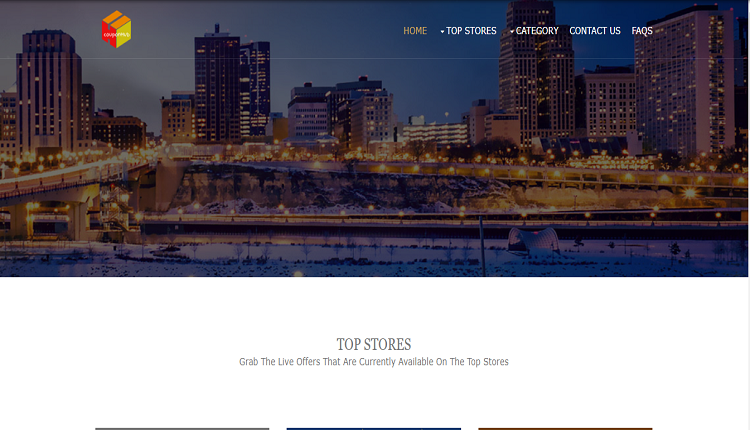 HOME
TOP STORES
CATEGORY
CONTACT US
FAQS
TOP STORES
Grab The Live Offers That Are Currently Available On The Top Stores